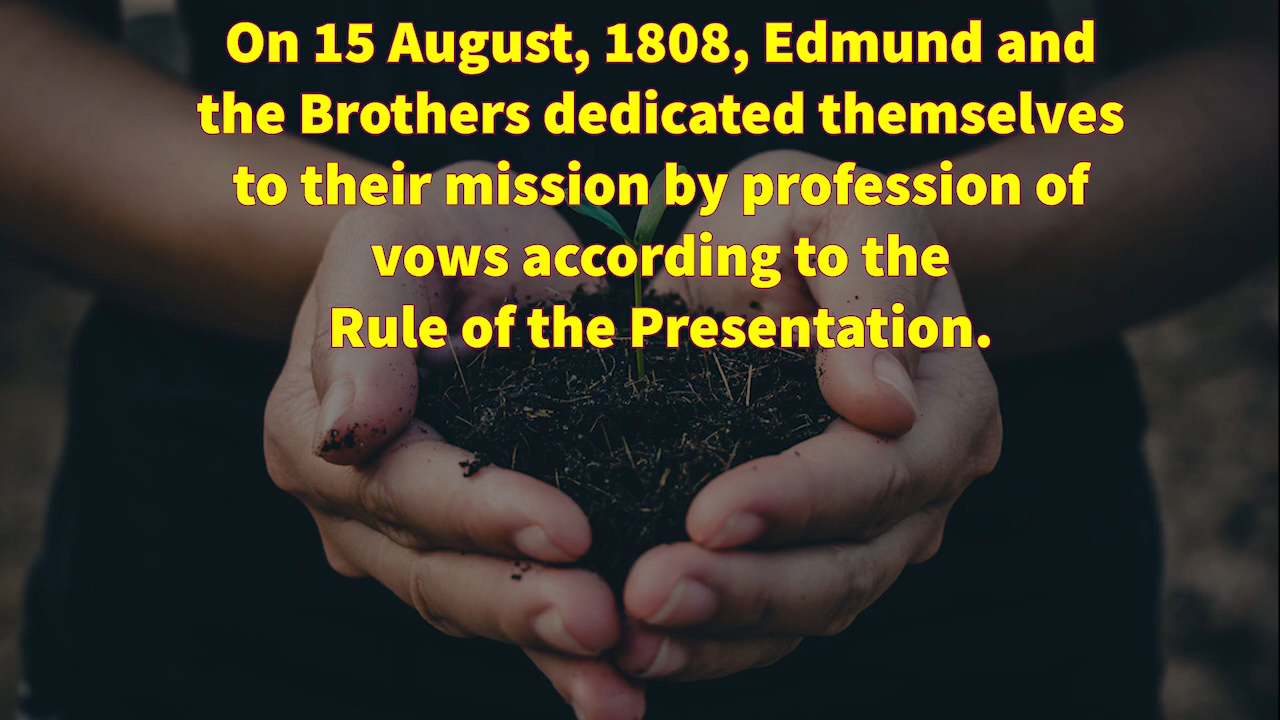 On 15 August, 1808, Edmund and
the Brothers dedicated themselves
to their mission by profession of
vows according to the
Rule of the Presentation.